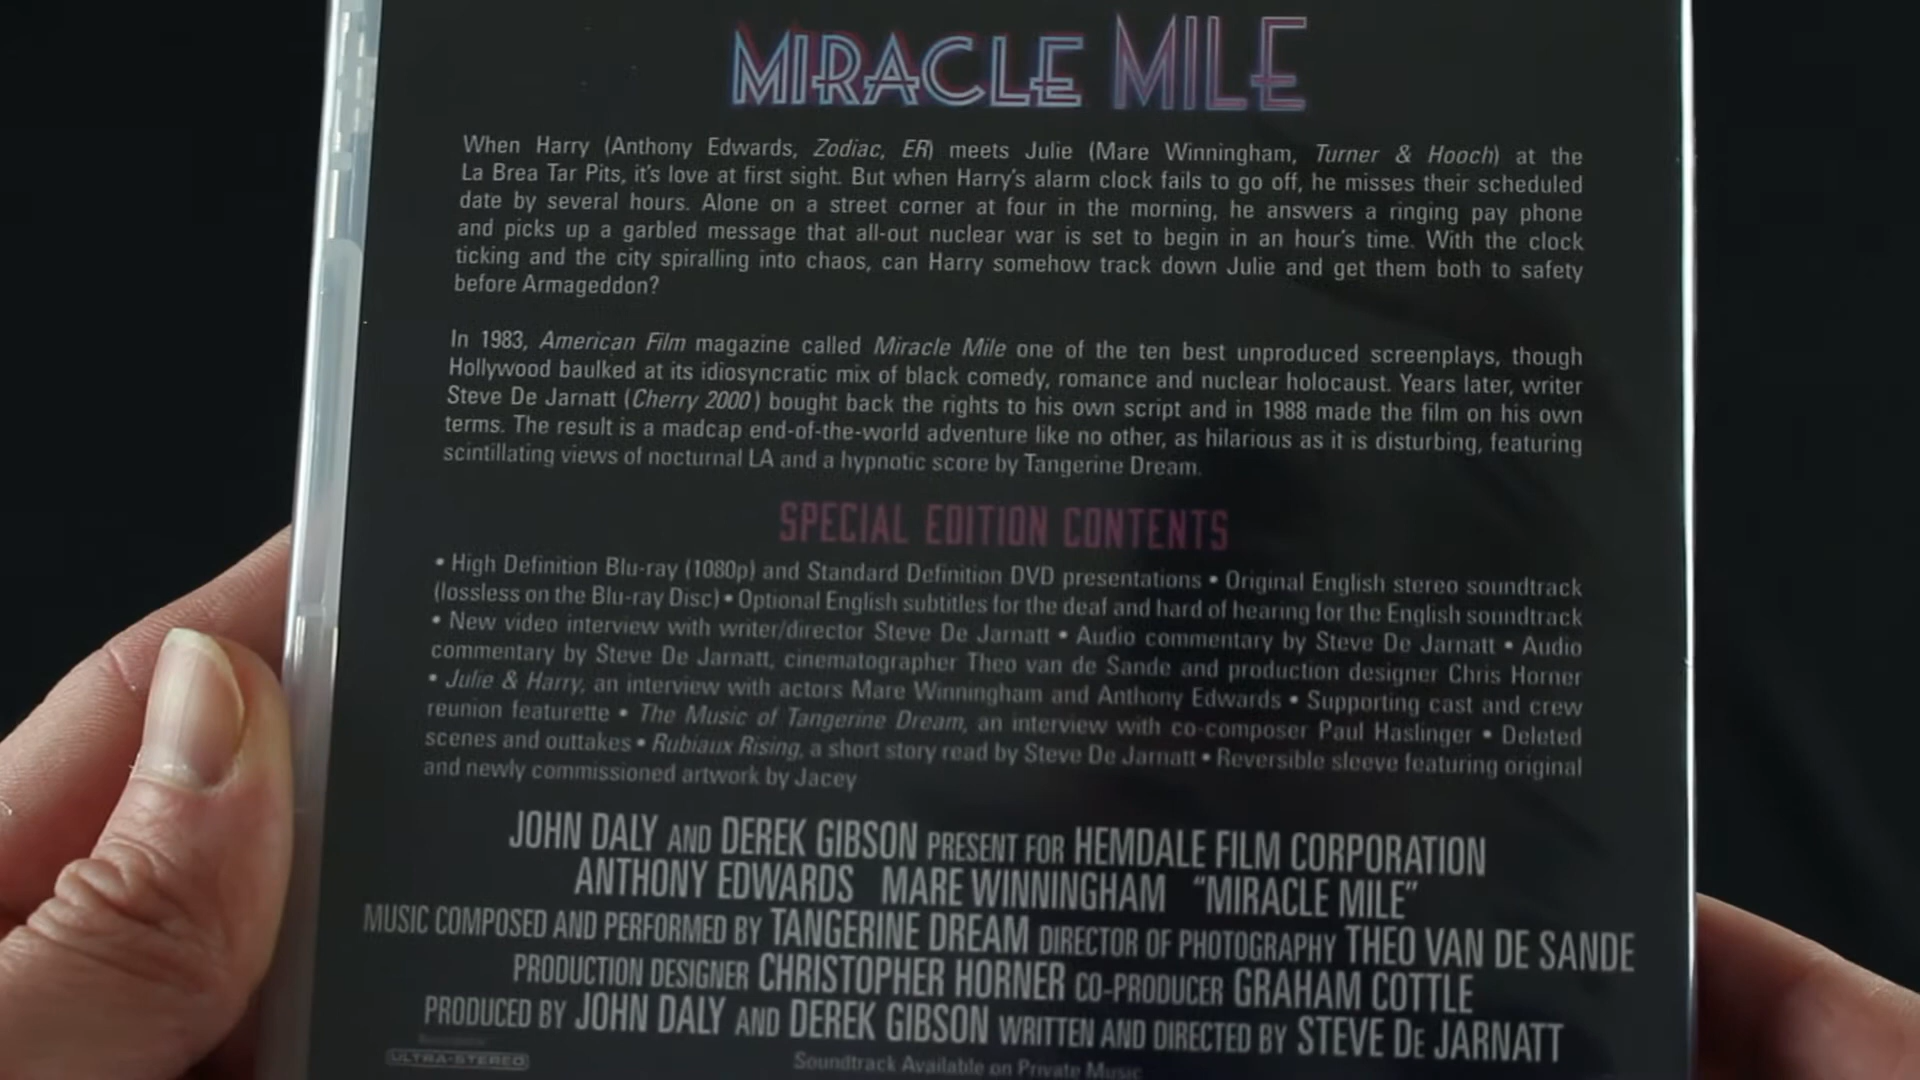 MIRACLE MILE
When Harry (Anthony Edwards, Zodiac, ER) meets Julie (Mare Winningham, Turner & Hooch) at the
La Brea Tar Pits, it's love at first sight. But when Harry's alarm clock fails to go off, he misses their scheduled
date by several hours. Alone on a street corner at four in the morning, he answers a ringing pay phone
and picks up a garbled message that all-out nuclear war is set to begin in an hour's time. With the clock
ticking and the city spiralling into chaos, can Harry somehow track down Julie and get them both to safety
before Armageddon?
In 1983, American Film magazine called Miracle Mile one of the ten best unproduced screenplays, though
Hollywood baulked at its idiosyncratic mix of black comedy, romance and nuclear holocaust. Years later, writer
Steve De Jarnatt (Cherry 2000) bought back the rights to his own script and in 1988 made the film on his own
terms. The result is a madcap end-of-the-world adventure like no other, as hilarious as it is disturbing, featuring
scintillating views of nocturnal LA and a hypnotic score by Tangerine Dream.
SPECIAL EDITION CONTENTS
• High Definition Blu-ray (1080p) and Standard Definition DVD presentations • Original English stereo soundtrack
(lossless on the Blu-ray Disc) • Optional English subtitles for the deaf and hard of hearing for the English soundtrack
• New video interview with writer/director Steve De Jarnatt • Audio commentary by Steve De Jarnatt • Audio
commentary by Steve De Jarnatt, cinematographer Theo van de Sande and production designer Chris Horner
• Julie & Harry, an interview with actors Mare Winningham and Anthony Edwards • Supporting cast and crew
reunion featurette • The Music of Tangerine Dream, an interview with co-composer Paul Haslinger • Deleted
scenes and outtakes • Rubiaux Rising, a short story read by Steve De Jarnatt • Reversible sleeve featuring original
and newly commissioned artwork by Jacey
JOHN DALY AND DEREK GIBSON PRESENT FOR HEMDALE FILM CORPORATION
ANTHONY EDWARDS MARE WINNINGHAM "MIRACLE MILE"
MUSIC COMPOSED AND PERFORMED BY TANGERINE DREAM DIRECTOR OF PHOTOGRAPHY THEO VAN DE SANDE
PRODUCTION DESIGNER CHRISTOPHER HORNER CO-PRODUCER GRAHAM COTTLE
PRODUCED BY JOHN DALY AND DEREK GIBSON WRITTEN AND DIRECTED BY STEVE DE JARNATT
ULTRA-STEREO
Soundtrack Available on Private Music